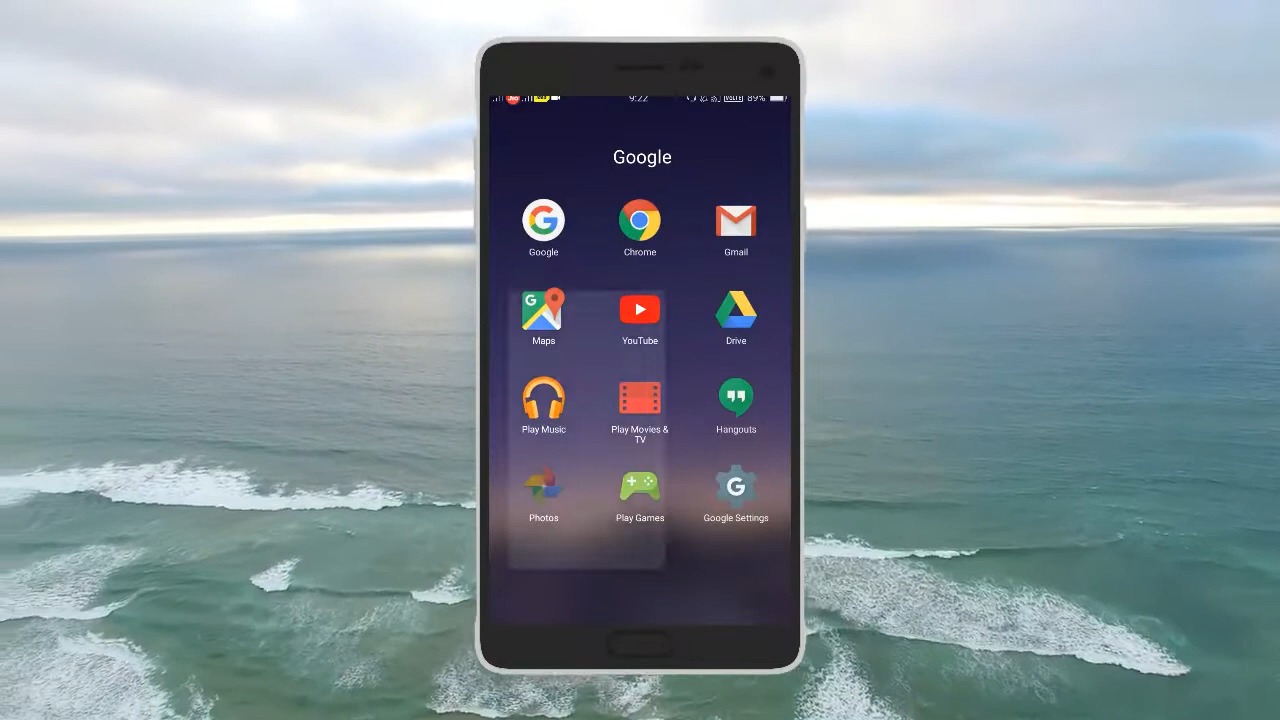 9:22 VOLTE 89%
Google
Google Chrome Gmail
Maps YouTube Drive
Play Music Play Movies & TV Hangouts
Photos Play Games Google Settings